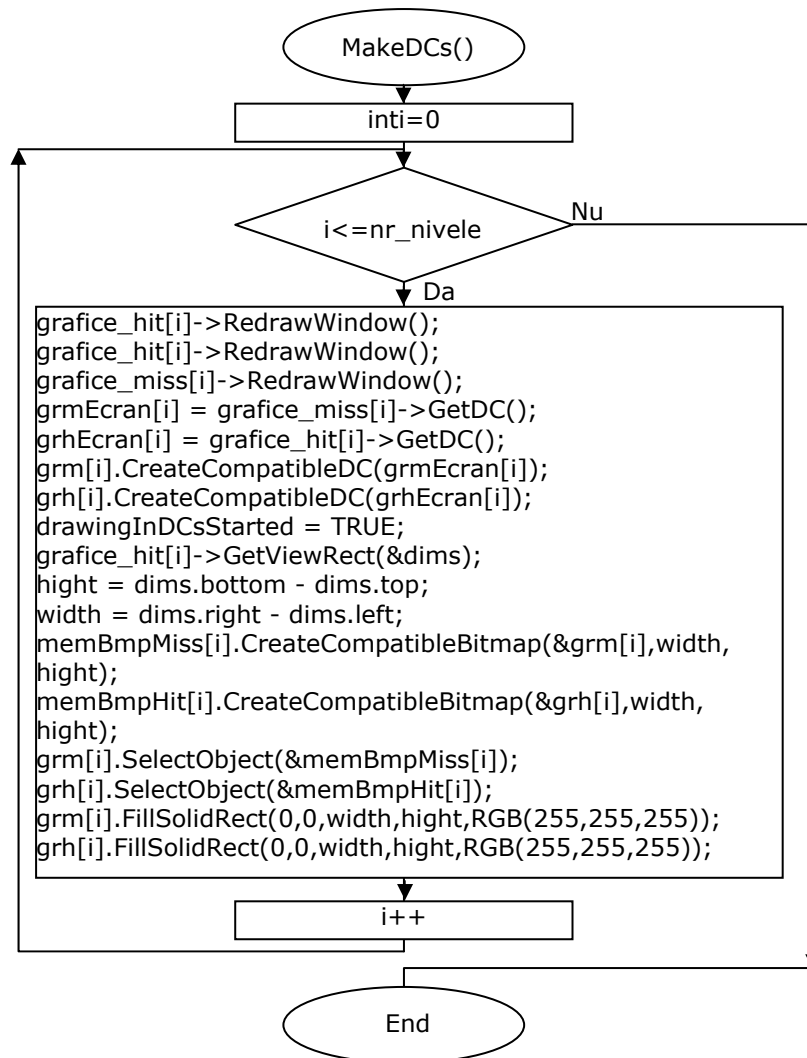 MakeDCs()
inti=0
i<=nr_nivele
Nu
Da
grafice_hit[i]->RedrawWindow();
grafice_hit[i]->RedrawWindow();
grafice_miss[i]->RedrawWindow();
grmEcran[i] = grafice_miss[i]->GetDC();
grhEcran[i] = grafice_hit[i]->GetDC();
grm[i].CreateCompatibleDC(grmEcran[i]);
grh[i].CreateCompatibleDC(grhEcran[i]);
drawingInDCsStarted = TRUE;
grafice_hit[i]->GetViewRect(&dims);
hight = dims.bottom - dims.top;
width = dims.right - dims.left;
memBmpMiss[i].CreateCompatibleBitmap(&grm[i],width,
hight);
memBmpHit[i].CreateCompatibleBitmap(&grh[i],width,
hight);
grm[i].SelectObject(&memBmpMiss[i]);
grh[i].SelectObject(&memBmpHit[i]);
grm[i].FillSolidRect(0,0,width,hight,RGB(255,255,255));
grh[i].FillSolidRect(0,0,width,hight,RGB(255,255,255));
i++
End